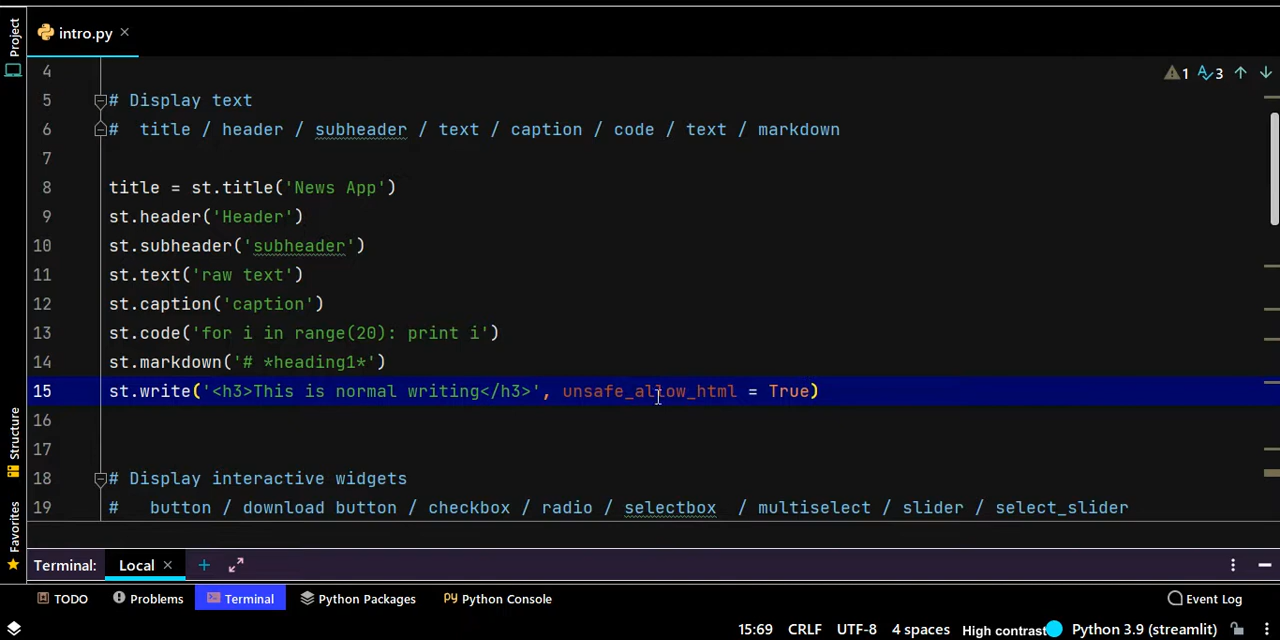 Project
intro.py
4
1
3
5 # Display text
6 # title / header / subheader / text / caption / code / text / markdown
7
8 title = st.title('News App')
9 st.header('Header')
10 st.subheader('subheader')
11 st.text('raw text')
12 st.caption('caption')
13 st.code('for i in range(20): print i')
14 st.markdown('# *heading1*')
15 st.write('<h3>This is normal writing</h3>', unsafe_allow_html = True)
16
17
18 # Display interactive widgets
19 # button / download button / checkbox / radio / selectbox / multiselect / slider / select_slider
Structure
Favorites
Terminal: Local
TODO Problems Terminal Python Packages Python Console Event Log
15:69 CRLF UTF-8 4 spaces High contrast Python 3.9 (streamlit)